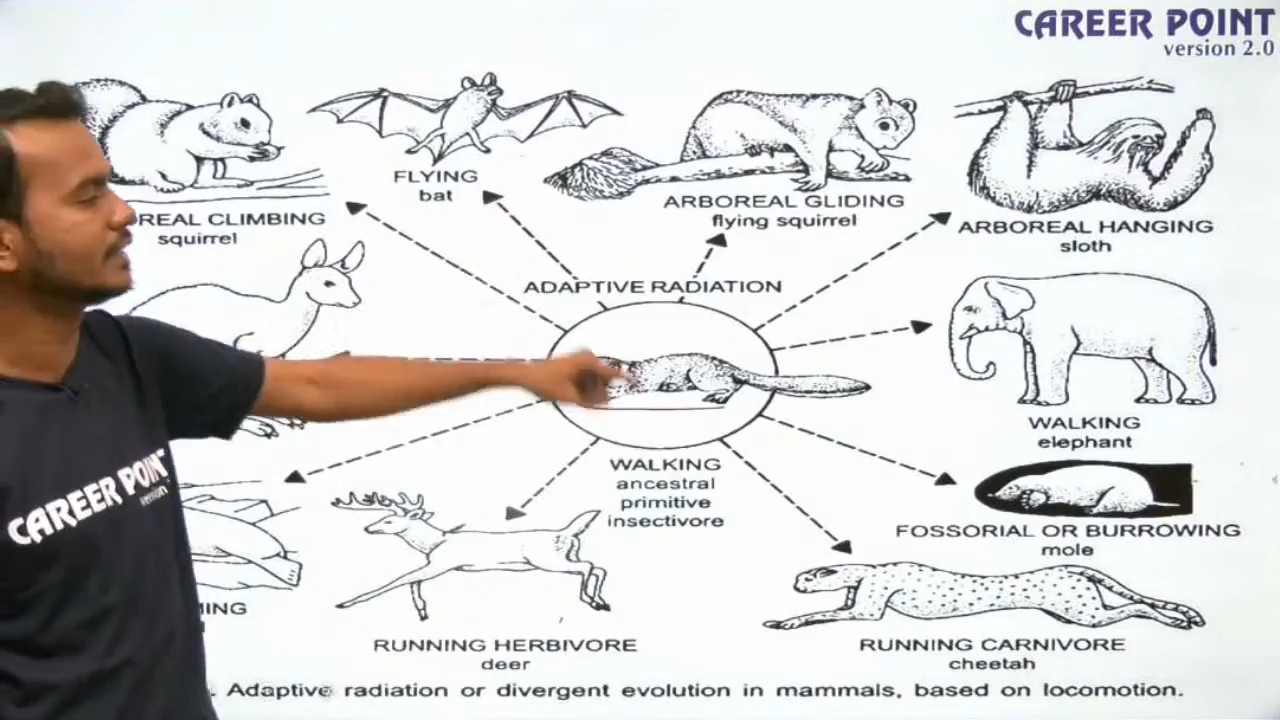 CAREER POINT
version 2.0
FLYING
bat
REAL CLIMBING
squirrel
ARBOREAL GLIDING
flying squirrel
ARBOREAL HANGING
sloth
ADAPTIVE RADIATION
WALKING
elephant
WALKING
ancestral
primitive
insectivore
FOSSORIAL OR BURROWING
mole
CAREER POINT
version
MING
RUNNING HERBIVORE
deer
RUNNING CARNIVORE
cheetah
. Adaptive radiation or divergent evolution in mammals, based on locomotion.